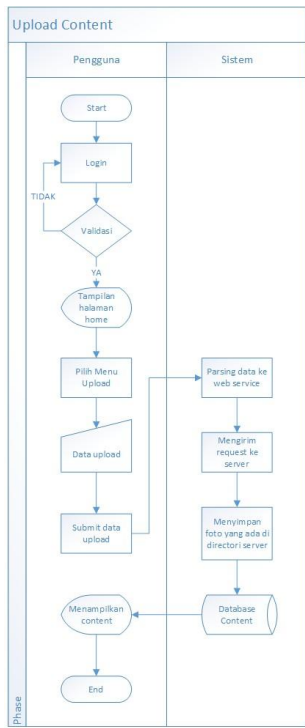 Upload Content
Pengguna
Sistem
Start
Login
TIDAK
Validasi
YA
Tampilan
halaman
home
Pilih Menu
Upload
Data upload
Submit data
upload
Parsing data ke
web service
Mengirim
request ke
server
Menyimpan
foto yang ada di
directori server
Database
Content
Menampilkan
content
End
Phase